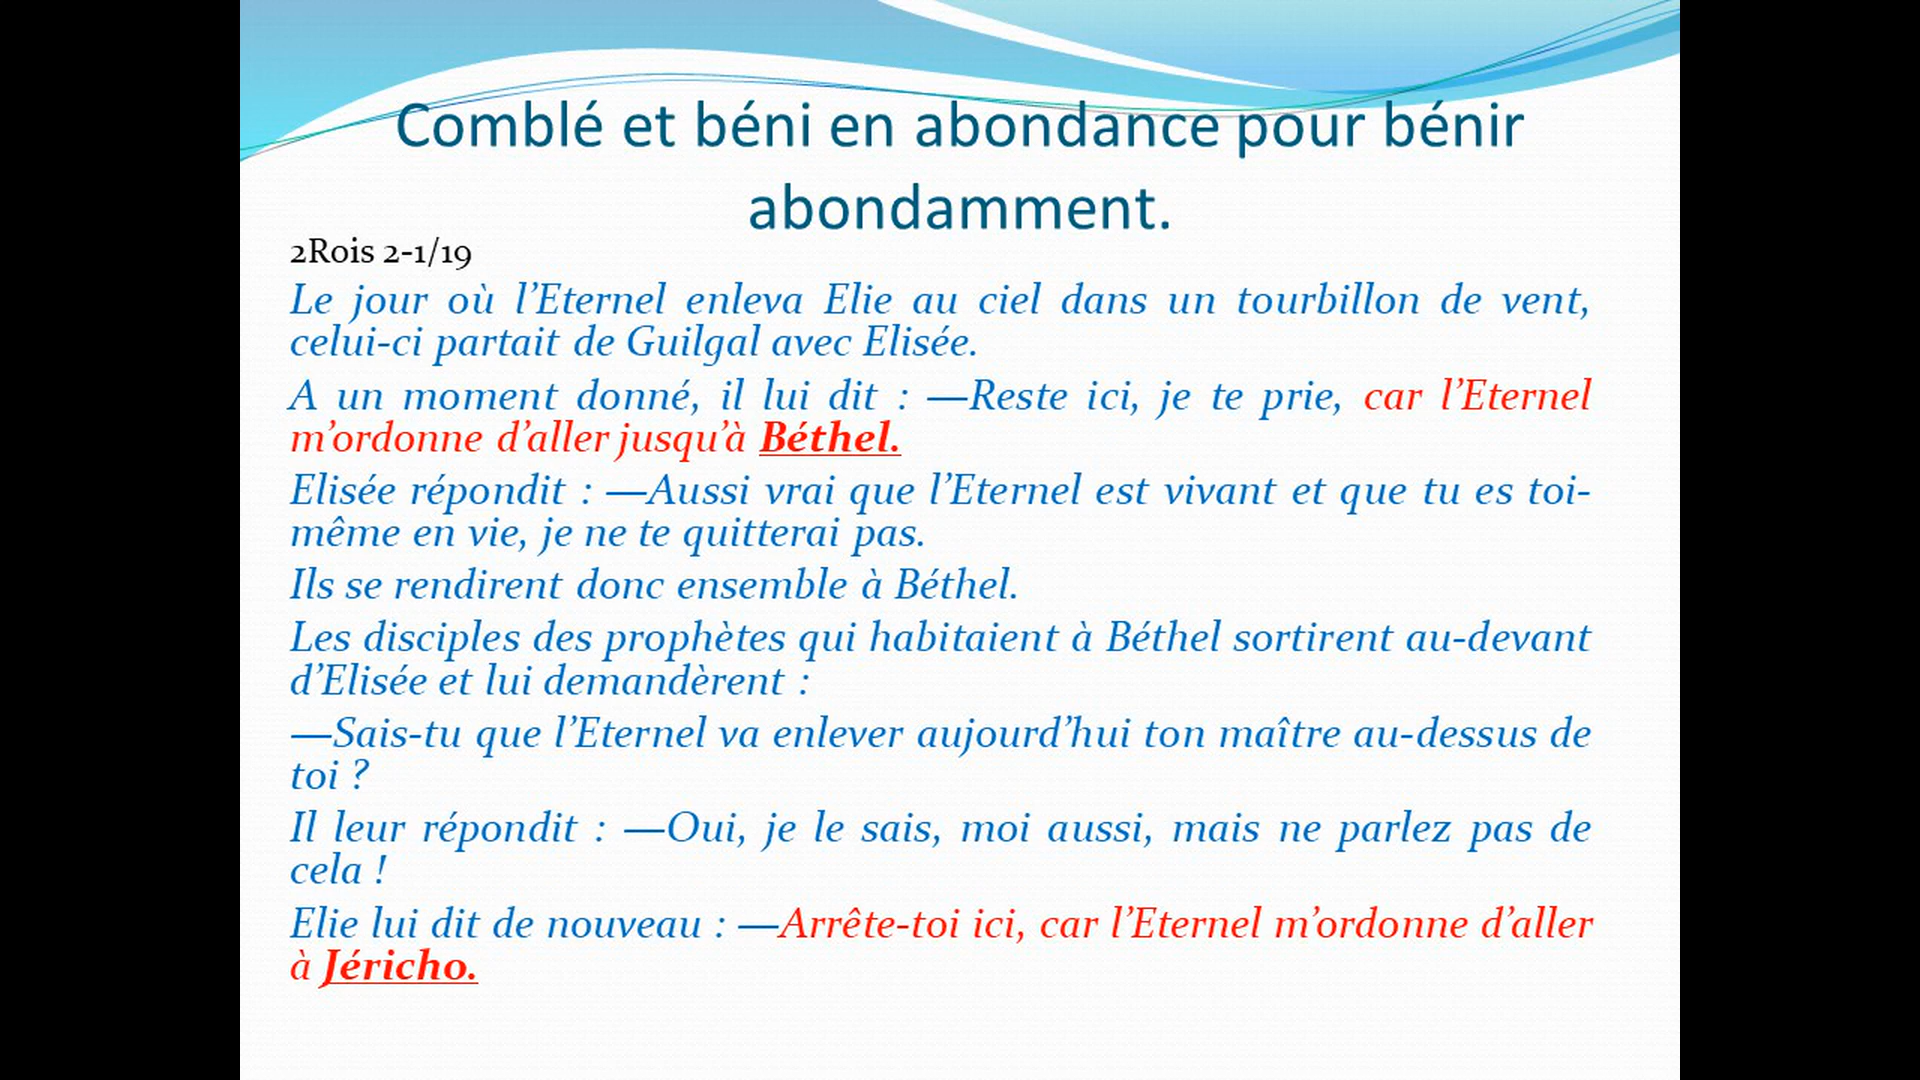 Comblé et béni en abondance pour bénir
abondamment.
2Rois 2-1/19
Le jour où l’Eternel enleva Elie au ciel dans un tourbillon de vent,
celui-ci partait de Guilgal avec Elisée.
A un moment donné, il lui dit : —Reste ici, je te prie, car l’Eternel
m’ordonne d’aller jusqu’à Béthel.
Elisée répondit : —Aussi vrai que l’Eternel est vivant et que tu es toi-
même en vie, je ne te quitterai pas.
Ils se rendirent donc ensemble à Béthel.
Les disciples des prophètes qui habitaient à Béthel sortirent au-devant
d’Elisée et lui demandèrent :
—Sais-tu que l’Eternel va enlever aujourd’hui ton maître au-dessus de
toi ?
Il leur répondit : —Oui, je le sais, moi aussi, mais ne parlez pas de
cela !
Elie lui dit de nouveau : —Arrête-toi ici, car l’Eternel m’ordonne d’aller
à Jéricho.